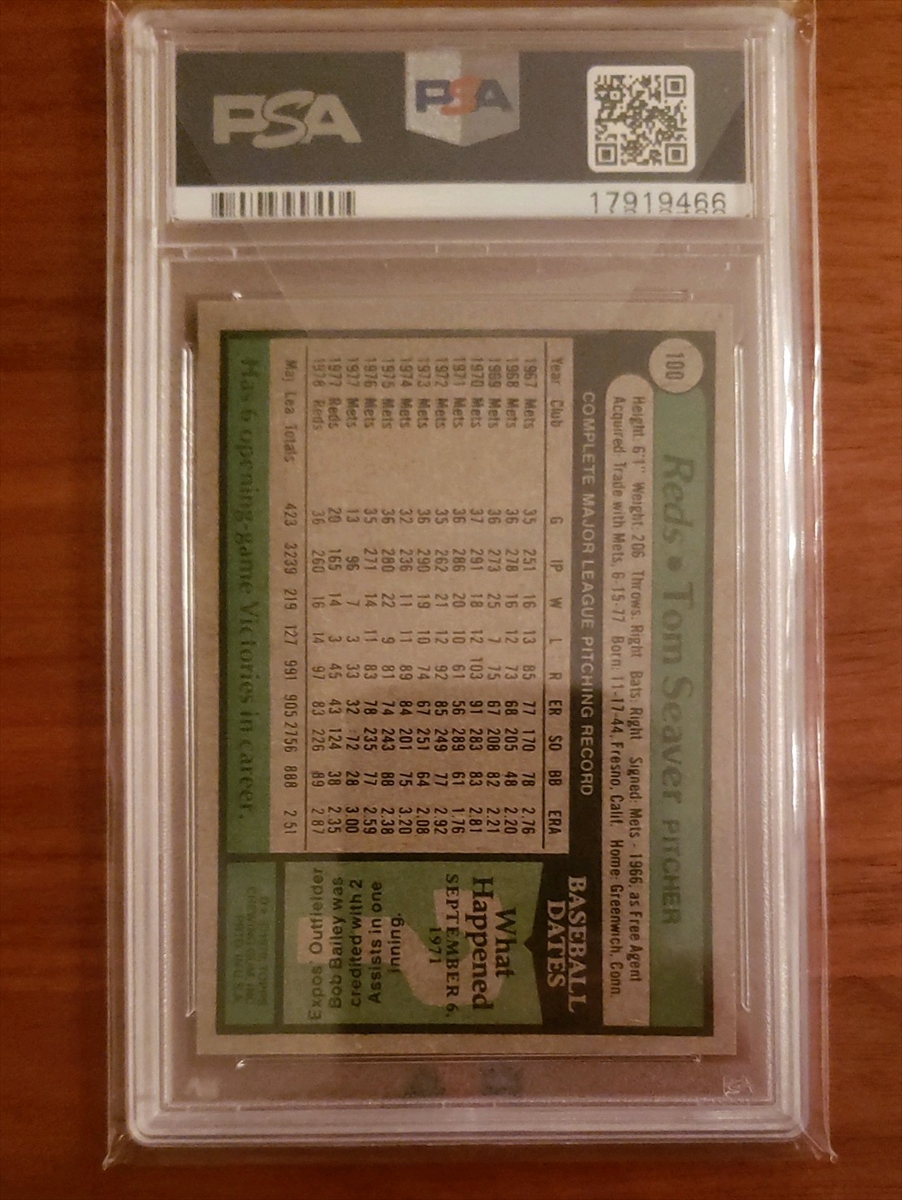 PSA
PSA
17919466
100
Reds • Tom Seaver PITCHER
Height: 6'1" Weight: 206 Throws: Right Bats: Right Signed: Mets - 1966, as Free Agent
Acquired: Trade with Mets, 6-15-77 Born: 11-17-44, Fresno, Calif. Home: Greenwich, Conn.
COMPLETE MAJOR LEAGUE PITCHING RECORD
Year Club G IP W L R ER SO BB ERA
1967 Mets 35 251 16 13 85 77 170 78 2.76
1968 Mets 36 278 16 12 73 68 205 48 2.20
1969 Mets 36 273 25 7 75 67 208 82 2.21
1970 Mets 37 291 18 12 103 91 283 83 2.81
1971 Mets 36 286 20 10 61 56 289 61 1.76
1972 Mets 35 262 21 12 92 85 249 77 2.92
1973 Mets 36 290 19 10 74 67 251 64 2.08
1974 Mets 32 236 11 11 89 84 201 75 3.20
1975 Mets 36 280 22 9 81 74 243 88 2.38
1976 Mets 35 271 14 11 83 78 235 77 2.59
1977 Mets 13 96 7 3 33 32 72 28 3.00
1977 Reds 20 165 14 3 45 43 124 38 2.35
1978 Reds 36 260 16 14 97 83 226 89 2.87
Maj. Lea. Totals 423 3239 219 127 991 905 2756 888 2.51
Has 6 opening-game Victories in career.
BASEBALL
DATES
What
Happened
SEPTEMBER 6,
1971
Expos' Outfielder
Bob Bailey was
credited with 2
Assists in one
inning.